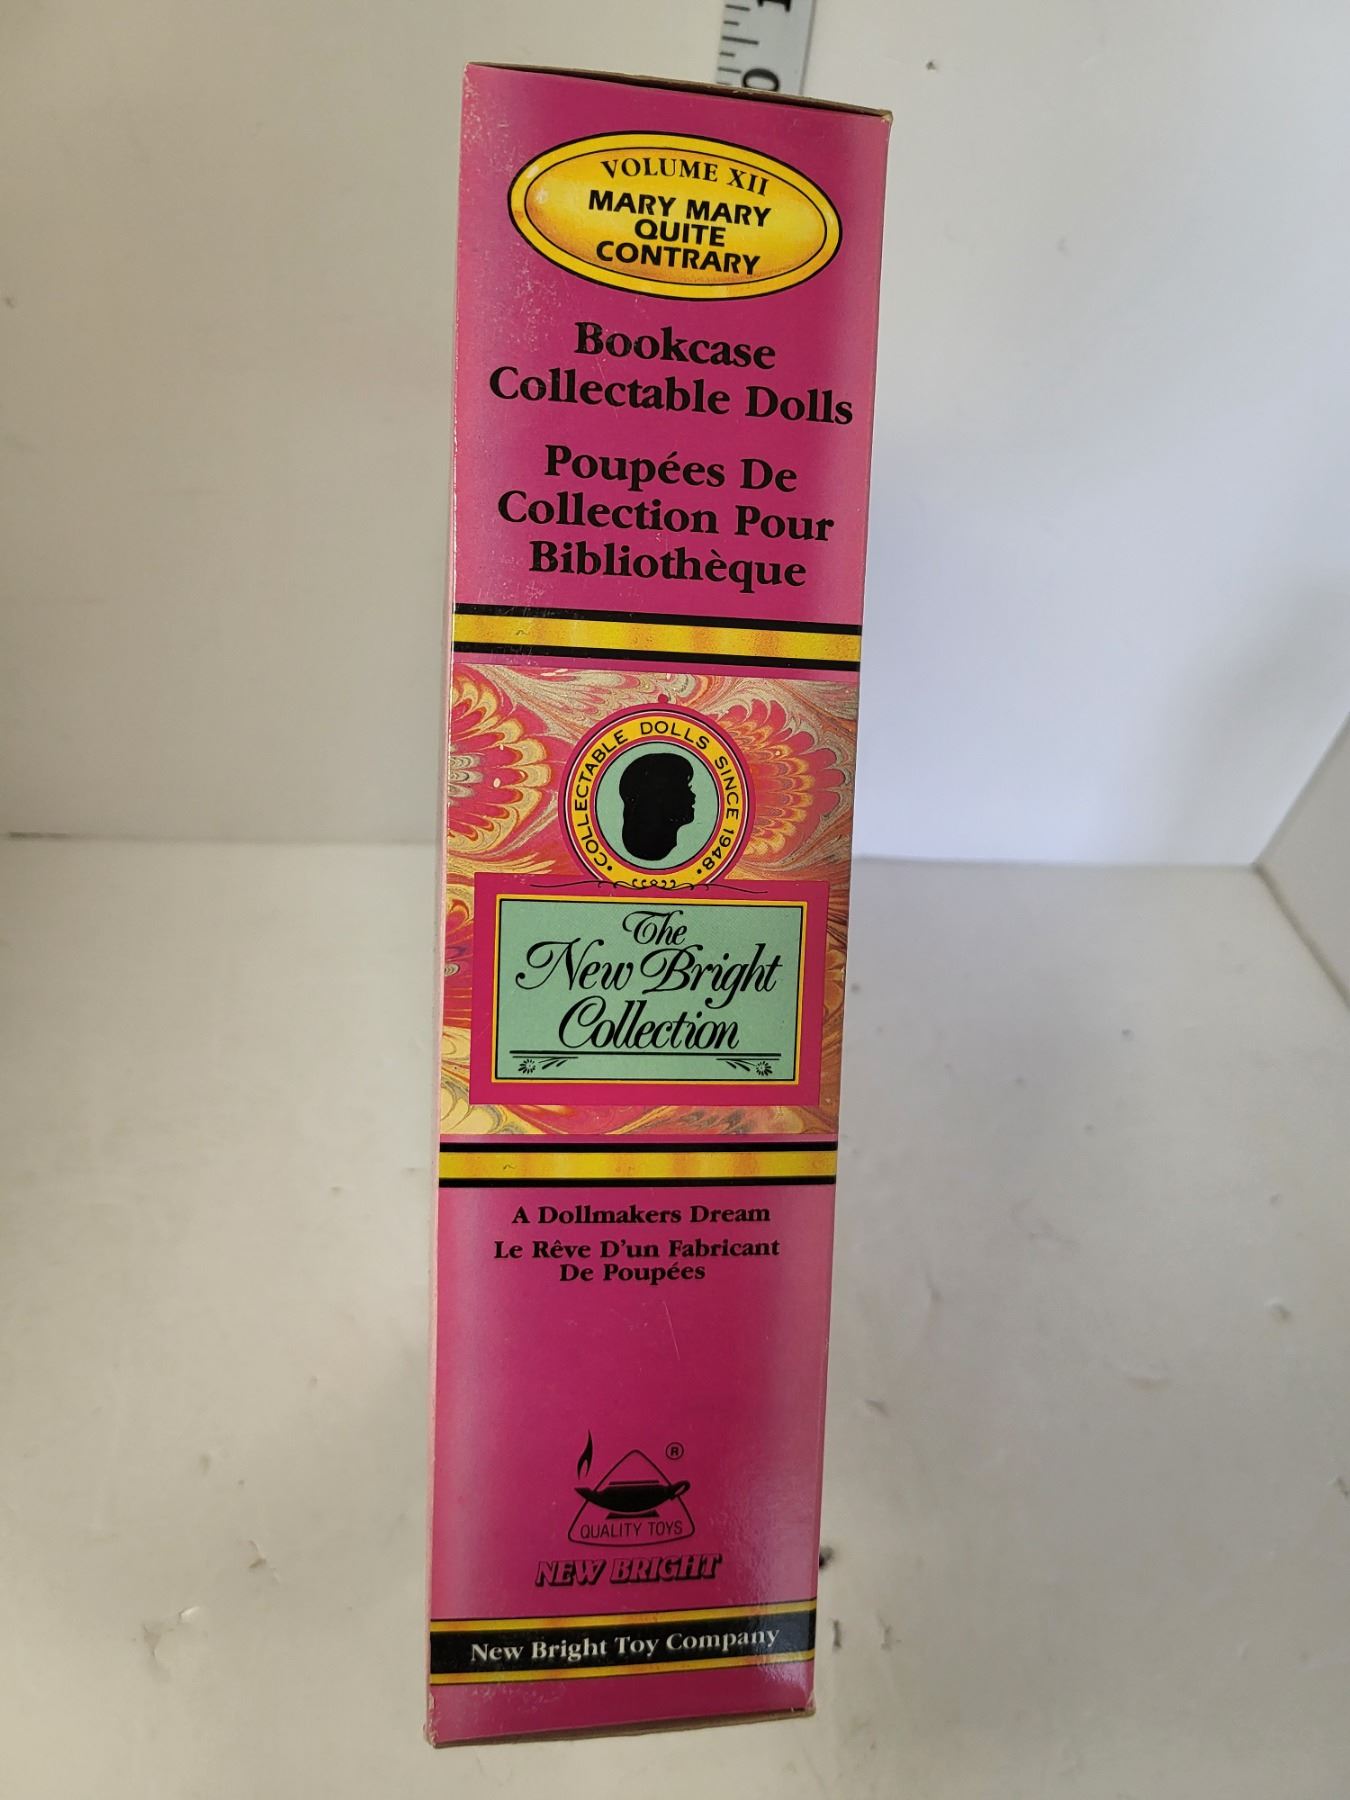 1
0
VOLUME XII
MARY MARY
QUITE
CONTRARY
Bookcase
Collectable Dolls
Poupées De
Collection Pour
Bibliothèque
• COLLECTABLE DOLLS SINCE 1948 •
The
New Bright
Collection
A Dollmakers Dream
Le Rêve D'un Fabricant
De Poupées
®
QUALITY TOYS
NEW BRIGHT
New Bright Toy Company